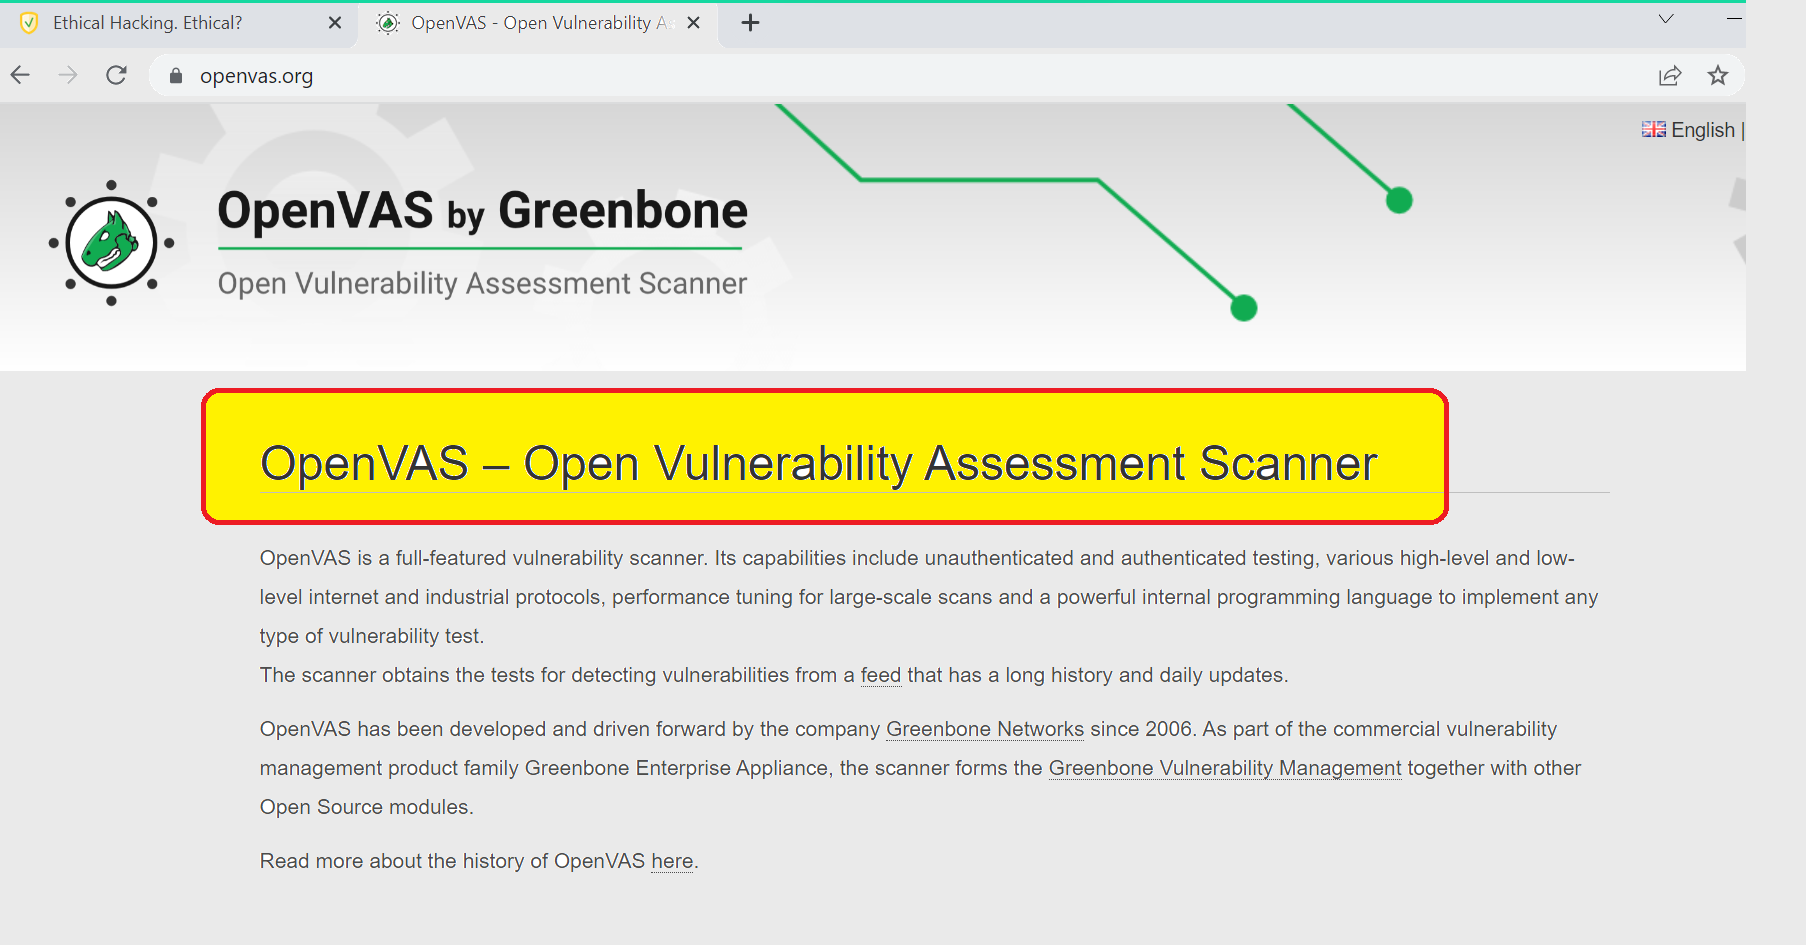 Ethical Hacking. Ethical?
OpenVAS - Open Vulnerability A
openvas.org
English |
OpenVAS by Greenbone
Open Vulnerability Assessment Scanner
OpenVAS – Open Vulnerability Assessment Scanner
OpenVAS is a full-featured vulnerability scanner. Its capabilities include unauthenticated and authenticated testing, various high-level and low-
level internet and industrial protocols, performance tuning for large-scale scans and a powerful internal programming language to implement any
type of vulnerability test.
The scanner obtains the tests for detecting vulnerabilities from a feed that has a long history and daily updates.
OpenVAS has been developed and driven forward by the company Greenbone Networks since 2006. As part of the commercial vulnerability
management product family Greenbone Enterprise Appliance, the scanner forms the Greenbone Vulnerability Management together with other
Open Source modules.
Read more about the history of OpenVAS here.